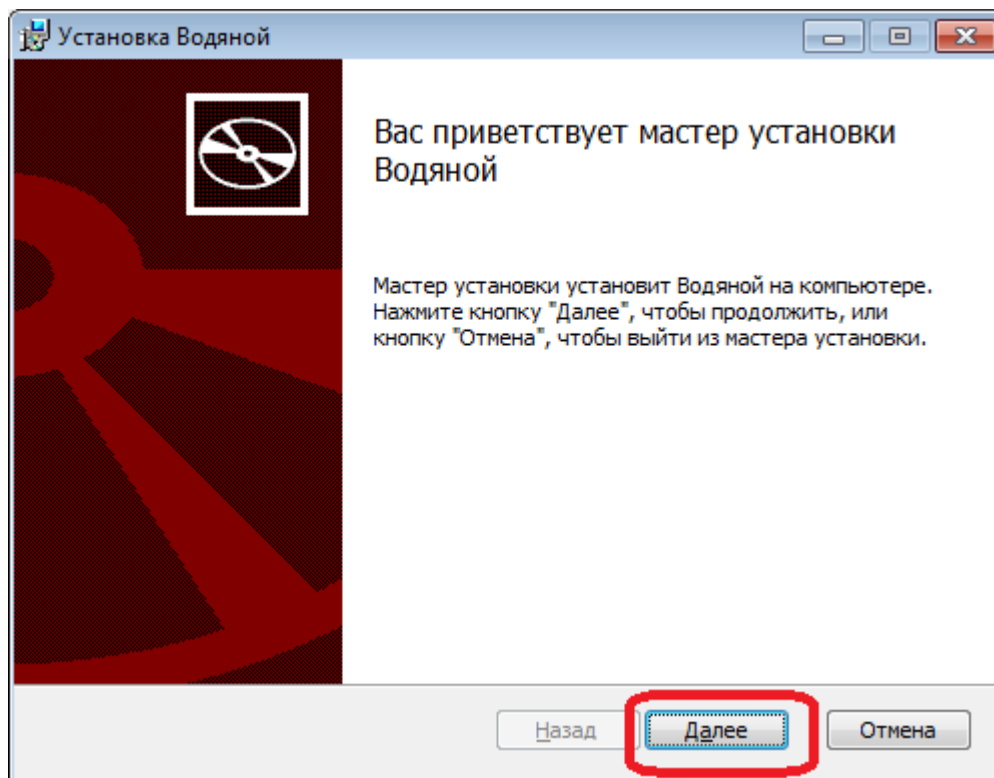 Установка Водяной
Вас приветствует мастер установки
Водяной
Мастер установки установит Водяной на компьютере.
Нажмите кнопку "Далее", чтобы продолжить, или
кнопку "Отмена", чтобы выйти из мастера установки.
Назад Далее Отмена